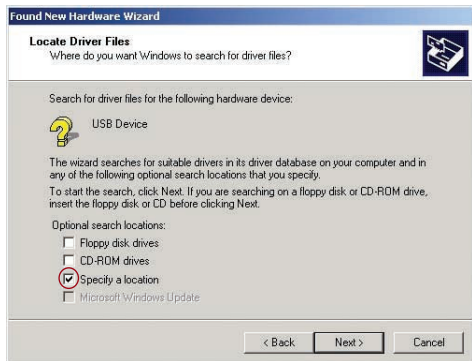 Found New Hardware Wizard
Locate Driver Files
Where do you want Windows to search for driver files?
Search for driver files for the following hardware device:
USB Device
The wizard searches for suitable drivers in its driver database on your computer and in
any of the following optional search locations that you specify.
To start the search, click Next. If you are searching on a floppy disk or CD-ROM drive,
insert the floppy disk or CD before clicking Next.
Optional search locations:
Floppy disk drives
CD-ROM drives
Specify a location
Microsoft Windows Update
< Back Next > Cancel